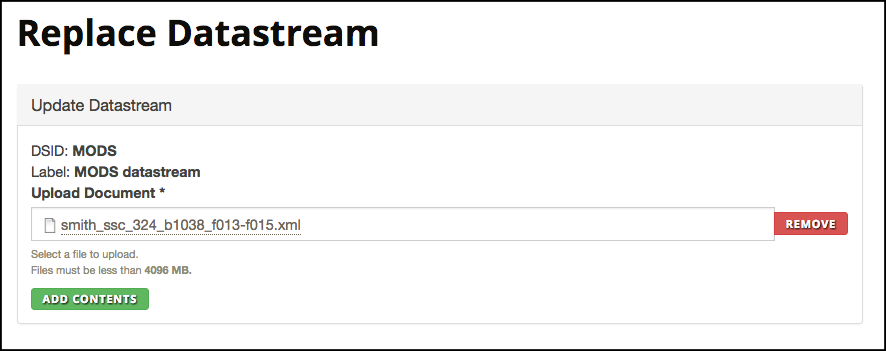 Replace Datastream
Update Datastream
DSID: MODS
Label: MODS datastream
Upload Document *
smith_ssc_324_b1038_f013-f015.xml
REMOVE
Select a file to upload.
Files must be less than 4096 MB.
ADD CONTENTS